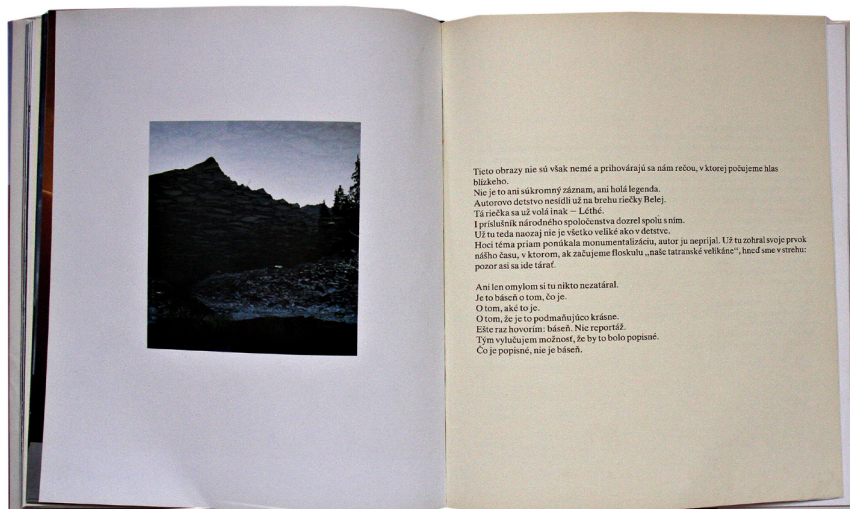 Tieto obrazy nie sú však nemé a prihovárajú sa nám rečou, v ktorej počujeme hlas
blízkeho.
Nie je to ani súkromný záznam, ani holá legenda.
Autorovo detstvo nesídli už na brehu riečky Belej.
Tá riečka sa už volá inak — Léthé.
I príslušník národného spoločenstva dozrel spolu s ním.
Už tu teda naozaj nie je všetko veliké ako v detstve.
Hoci téma priam ponúkala monumentalizáciu, autor ju neprijal. Už tu zohral svoje prvok
nášho času, v ktorom, ak začujeme floskulu „naše tatranské velikáne“, hneď sme v strehu:
pozor asi sa ide tárať.
Ani len omylom si tu nikto nezatáral.
Je to báseň o tom, čo je.
O tom, aké to je.
O tom, že je to podmaňujúco krásne.
Ešte raz hovorím: báseň. Nie reportáž.
Tým vylučujem možnosť, že by to bolo popisné.
Čo je popisné, nie je báseň.